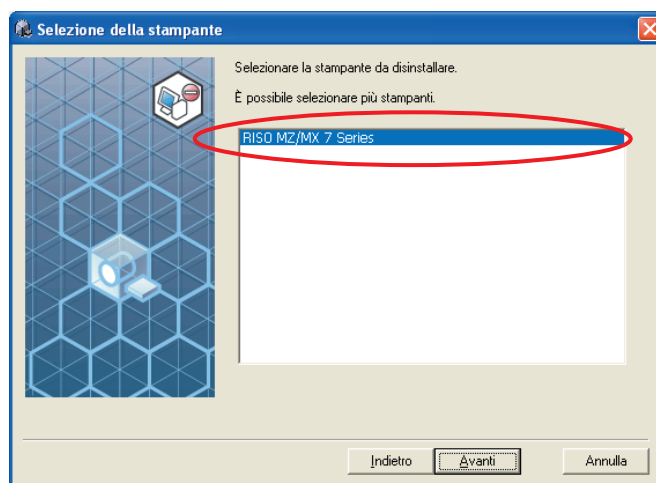 Selezione della stampante
Selezionare la stampante da disinstallare.
È possibile selezionare più stampanti.
RISO MZ/MX 7 Series
Indietro
Avanti
Annulla